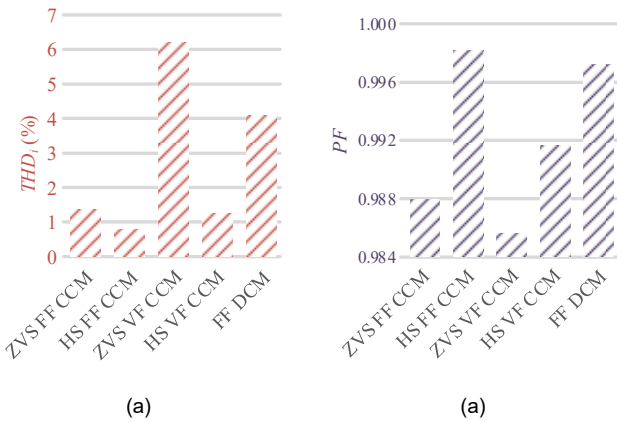 7
6
5
4
3
2
1
0
THD_i (%)
ZVS FF CCM
HS FF CCM
ZVS VF CCM
HS VF CCM
FF DCM
(a)
1.000
0.996
0.992
0.988
0.984
PF
ZVS FF CCM
HS FF CCM
ZVS VF CCM
HS VF CCM
FF DCM
(a)